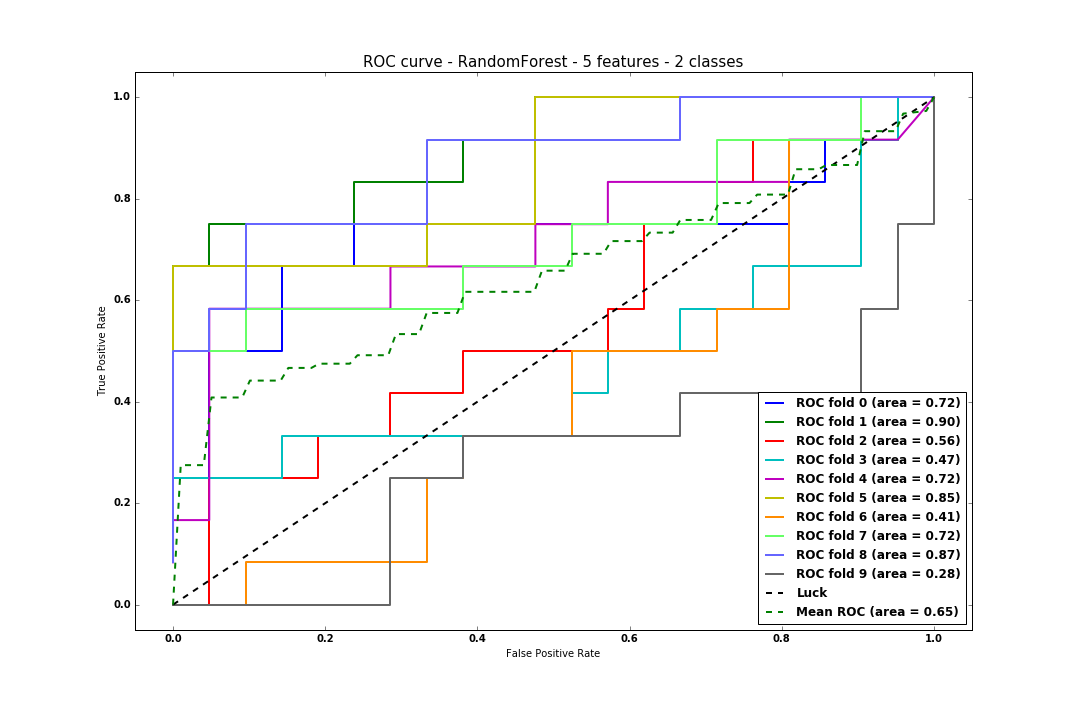 ROC curve - RandomForest - 5 features - 2 classes
True Positive Rate
1.0
0.8
0.6
0.4
0.2
0.0
0.0 0.2 0.4 0.6 0.8 1.0
False Positive Rate
ROC fold 0 (area = 0.72)
ROC fold 1 (area = 0.90)
ROC fold 2 (area = 0.56)
ROC fold 3 (area = 0.47)
ROC fold 4 (area = 0.72)
ROC fold 5 (area = 0.85)
ROC fold 6 (area = 0.41)
ROC fold 7 (area = 0.72)
ROC fold 8 (area = 0.87)
ROC fold 9 (area = 0.28)
Luck
Mean ROC (area = 0.65)